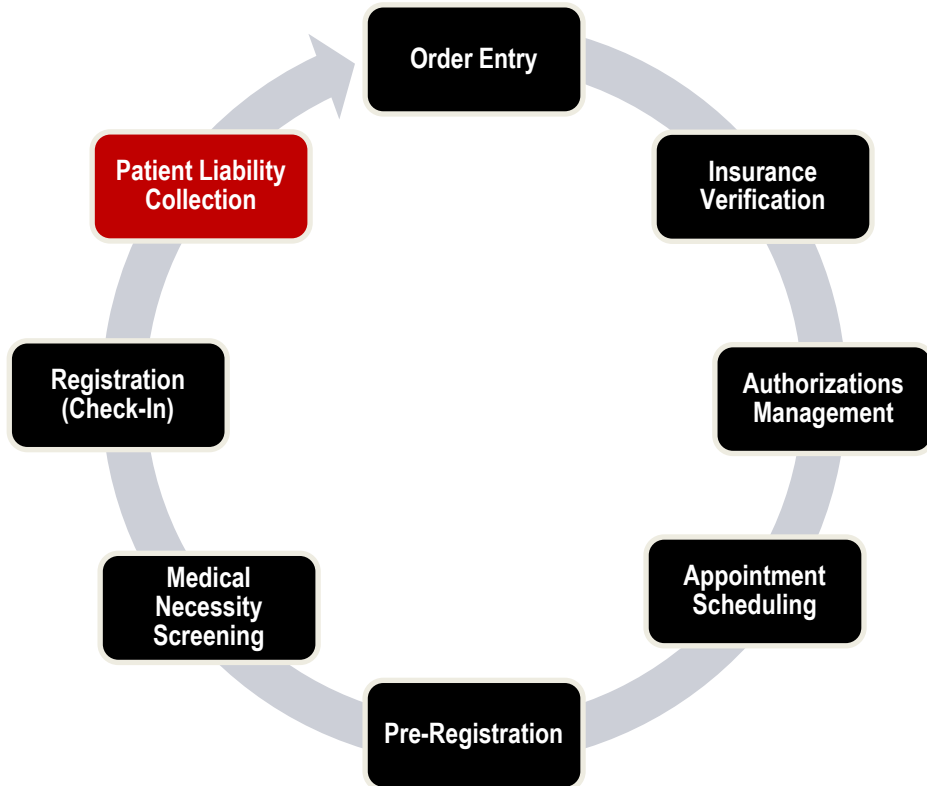 Order Entry
Insurance
Verification
Authorizations
Management
Appointment
Scheduling
Pre-Registration
Medical
Necessity
Screening
Registration
(Check-In)
Patient Liability
Collection